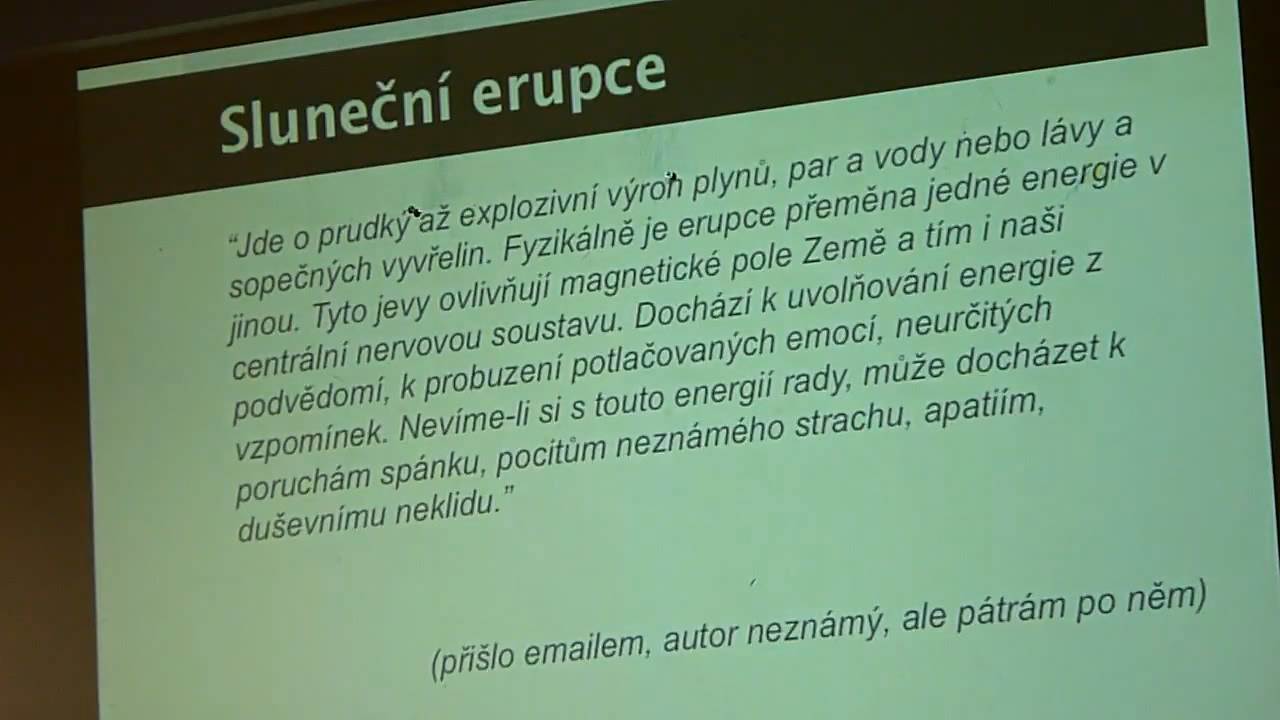 Sluneční erupce
“Jde o prudký až explozivní výroň plynů, par a vody nebo lávy a
sopečných vyvřelin. Fyzikálně je erupce přeměna jedné energie v
jinou. Tyto jevy ovlivňují magnetické pole Země a tím i naši
centrální nervovou soustavu. Dochází k uvolňování energie z
podvědomí, k probuzení potlačovaných emocí, neurčitých
vzpomínek. Nevíme-li si s touto energií rady, může docházet k
poruchám spánku, pocitům neznámého strachu, apatiím,
duševnímu neklidu.”
(přišlo emailem, autor neznámý, ale pátrám po něm)